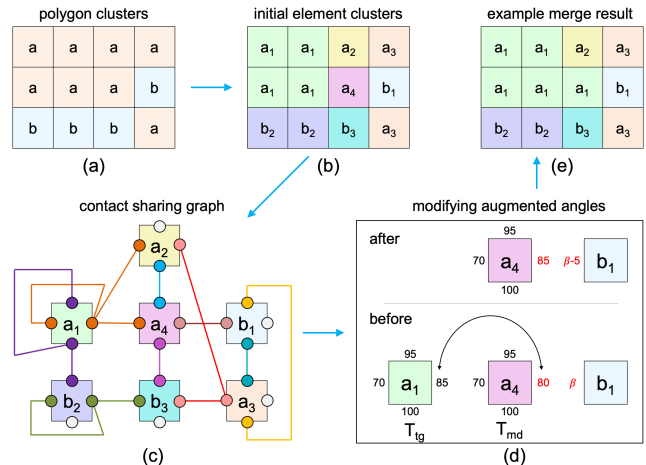 polygon clusters
initial element clusters
example merge result
a a a a
a a a b
b b b a
(a)
a₁ a₁ a₂ a₃
a₁ a₁ a₄ b₁
b₂ b₂ b₃ a₃
(b)
a₁ a₁ a₂ a₃
a₁ a₁ a₄ b₁
b₂ b₂ b₃ a₃
(e)
contact sharing graph
a₂
a₁ a₄ b₁
b₂ b₃ a₃
(c)
modifying augmented angles
after
95
70 a₄ 85 β-5 b₁
100
before
95 95
70 a₁ 85 70 a₄ 80 β b₁
100 100
Ttg Tmd
(d)